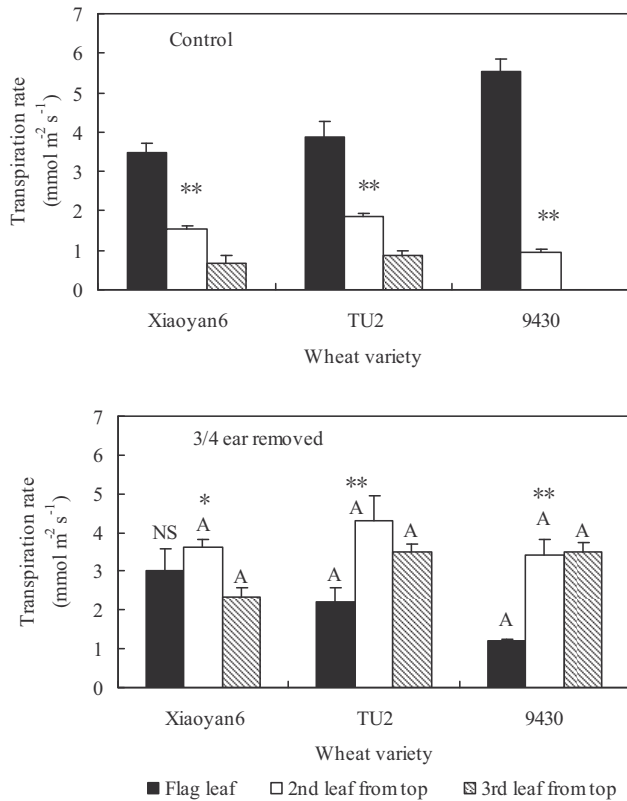 7
Control
6
5
4
3
2
1
0
Transpiration rate
(mmol m⁻² s⁻¹)
**
**
**
Xiaoyan6 TU2 9430
Wheat variety
7
3/4 ear removed
6
5
4
3
2
1
0
Transpiration rate
(mmol m⁻² s⁻¹)
NS * A A
A ** A A
A ** A A
Xiaoyan6 TU2 9430
Wheat variety
Flag leaf 2nd leaf from top 3rd leaf from top